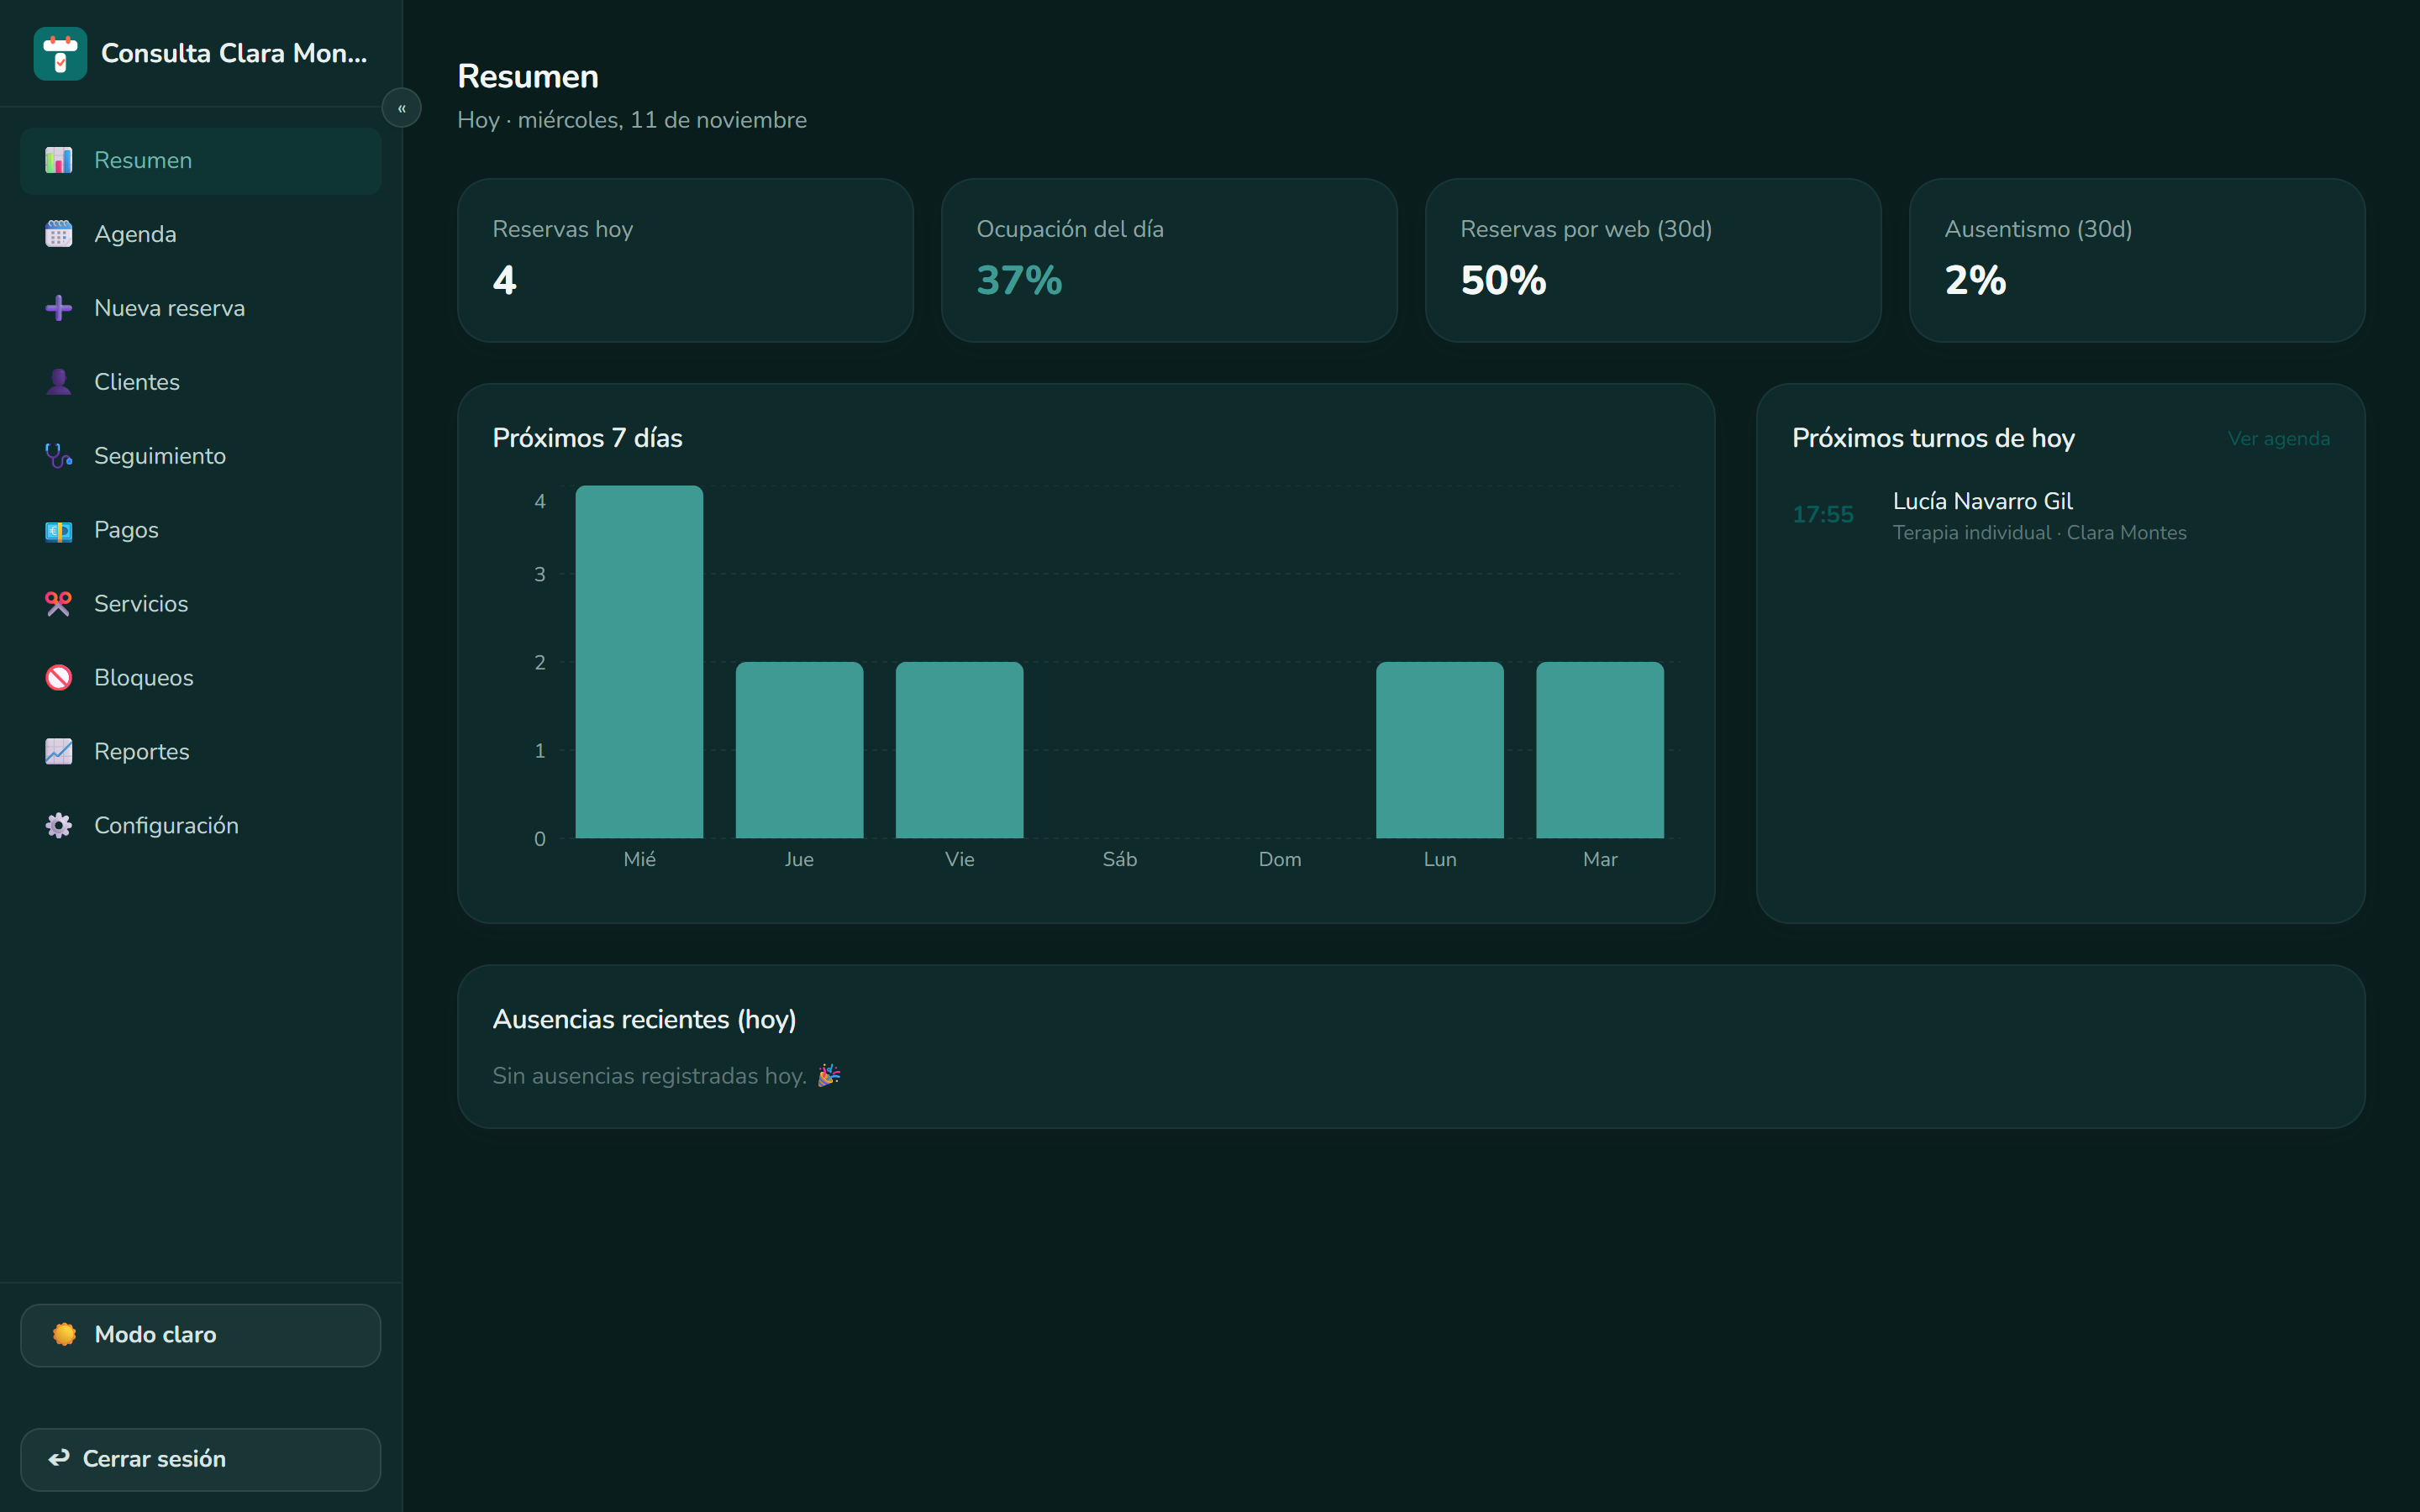 Consulta Clara Mon...
«
Resumen
Agenda
Nueva reserva
Clientes
Seguimiento
Pagos
Servicios
Bloqueos
Reportes
Configuración
Modo claro
Cerrar sesión
Resumen
Hoy · miércoles, 11 de noviembre
Reservas hoy
4
Ocupación del día
37%
Reservas por web (30d)
50%
Ausentismo (30d)
2%
Próximos 7 días
4
3
2
1
0
Mié Jue Vie Sáb Dom Lun Mar
Próximos turnos de hoy Ver agenda
17:55 Lucía Navarro Gil
Terapia individual · Clara Montes
Ausencias recientes (hoy)
Sin ausencias registradas hoy. 🎉